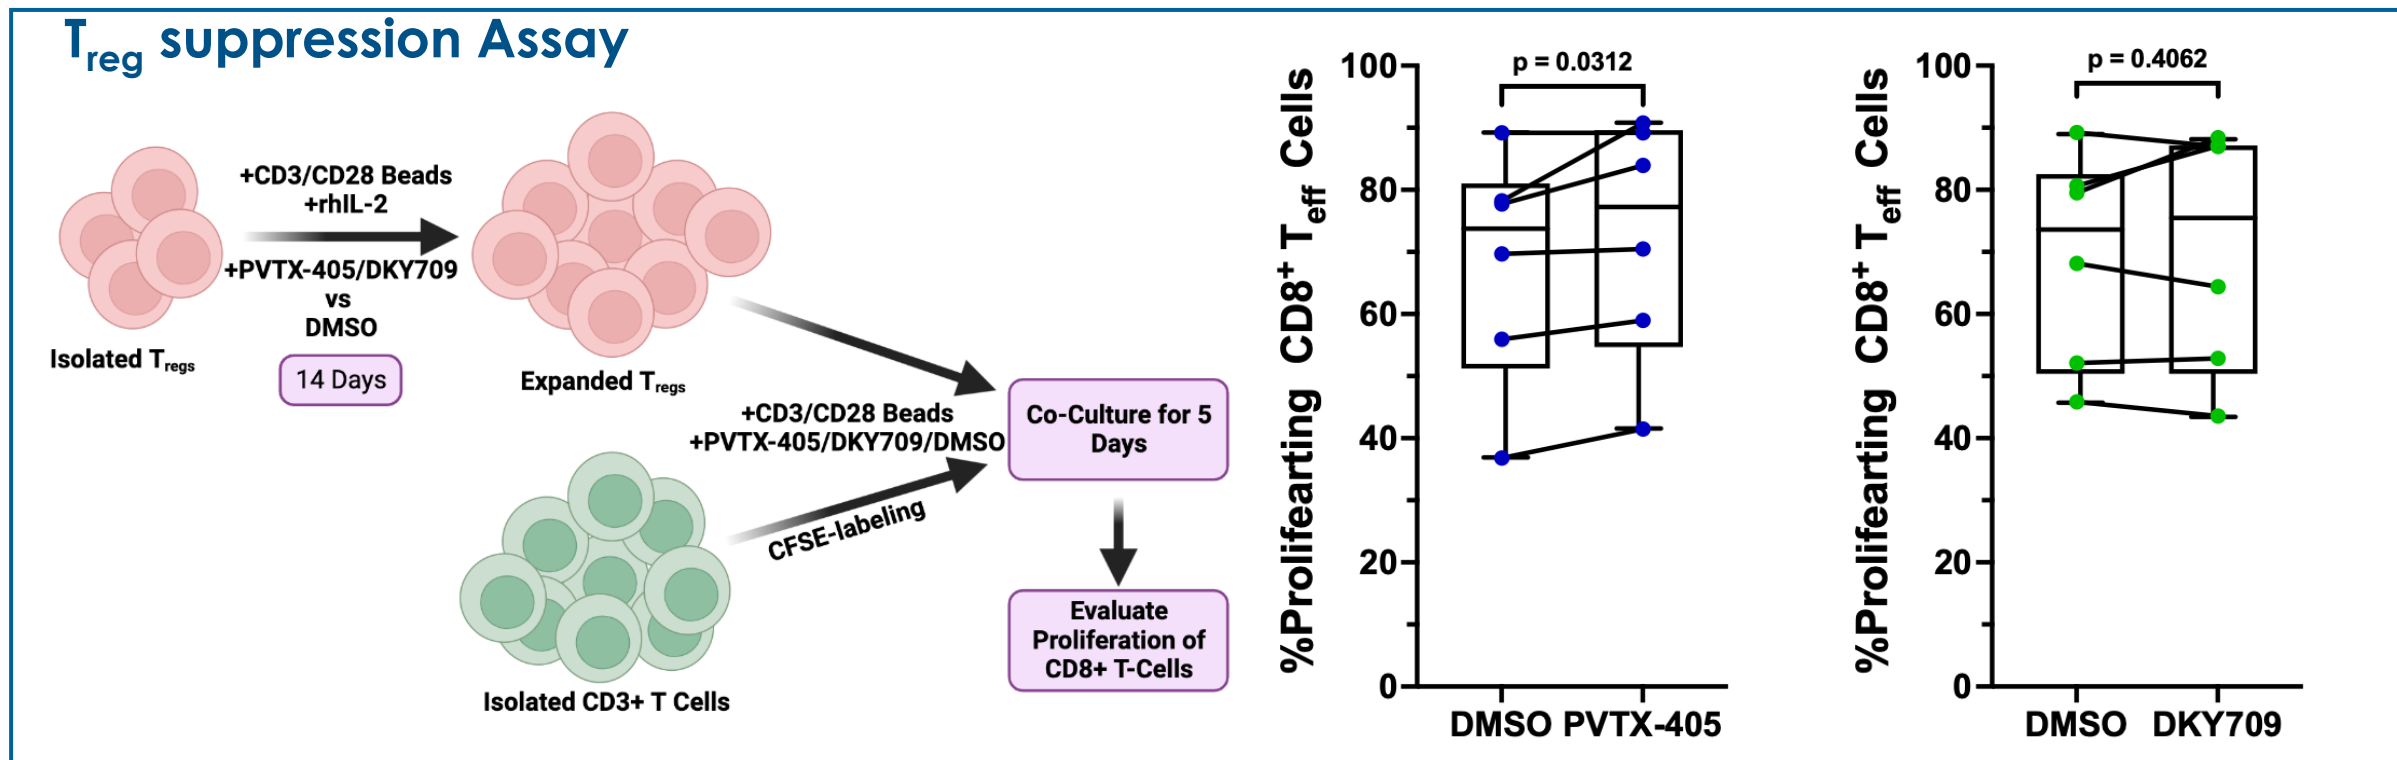 Treg suppression Assay
+CD3/CD28 Beads
+rhIL-2
+PVTX-405/DKY709
vs
DMSO
14 Days
Isolated Tregs
Expanded Tregs
+CD3/CD28 Beads
+PVTX-405/DKY709/DMSO
CFSE-labeling
Isolated CD3+ T Cells
Co-Culture for 5
Days
Evaluate
Proliferation of
CD8+ T-Cells
%Prolifearting CD8+ Teff Cells
100
80
60
40
20
0
p = 0.0312
DMSO PVTX-405
%Prolifearting CD8+ Teff Cells
100
80
60
40
20
0
p = 0.4062
DMSO DKY709